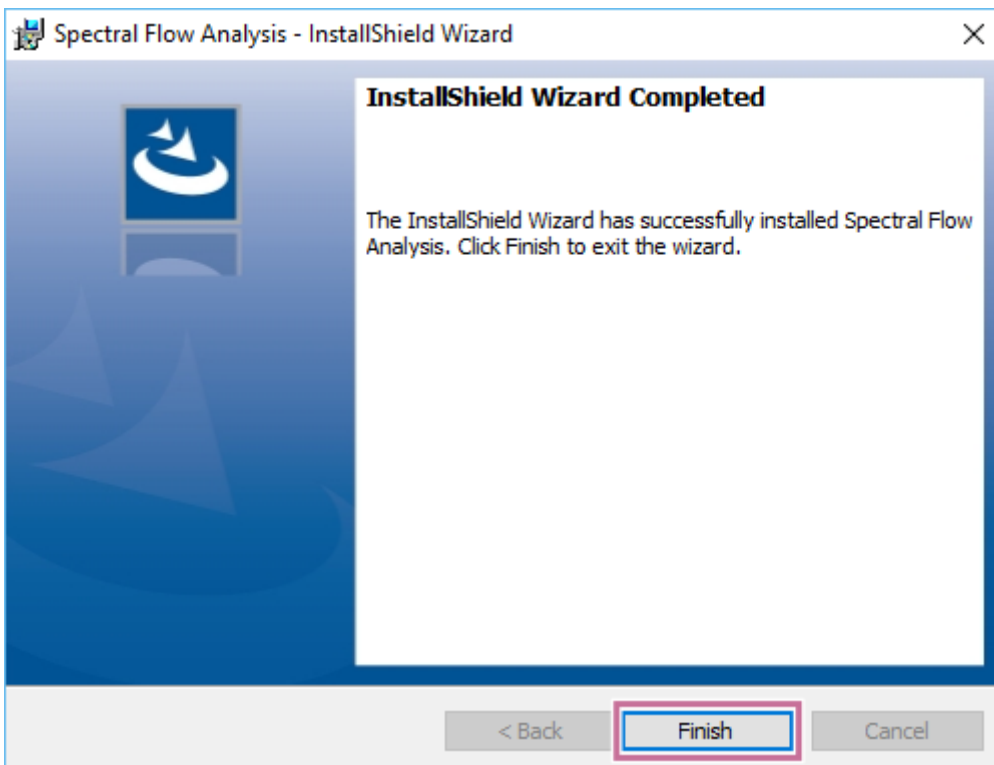 Spectral Flow Analysis - InstallShield Wizard
InstallShield Wizard Completed
The InstallShield Wizard has successfully installed Spectral Flow
Analysis. Click Finish to exit the wizard.
< Back
Finish
Cancel